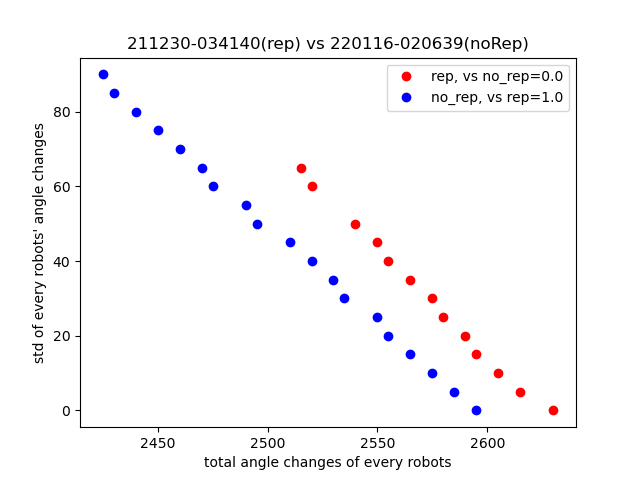 211230-034140(rep) vs 220116-020639(noRep)
rep, vs no_rep=0.0
no_rep, vs rep=1.0
std of every robots' angle changes
80
60
40
20
0
2450 2500 2550 2600
total angle changes of every robots